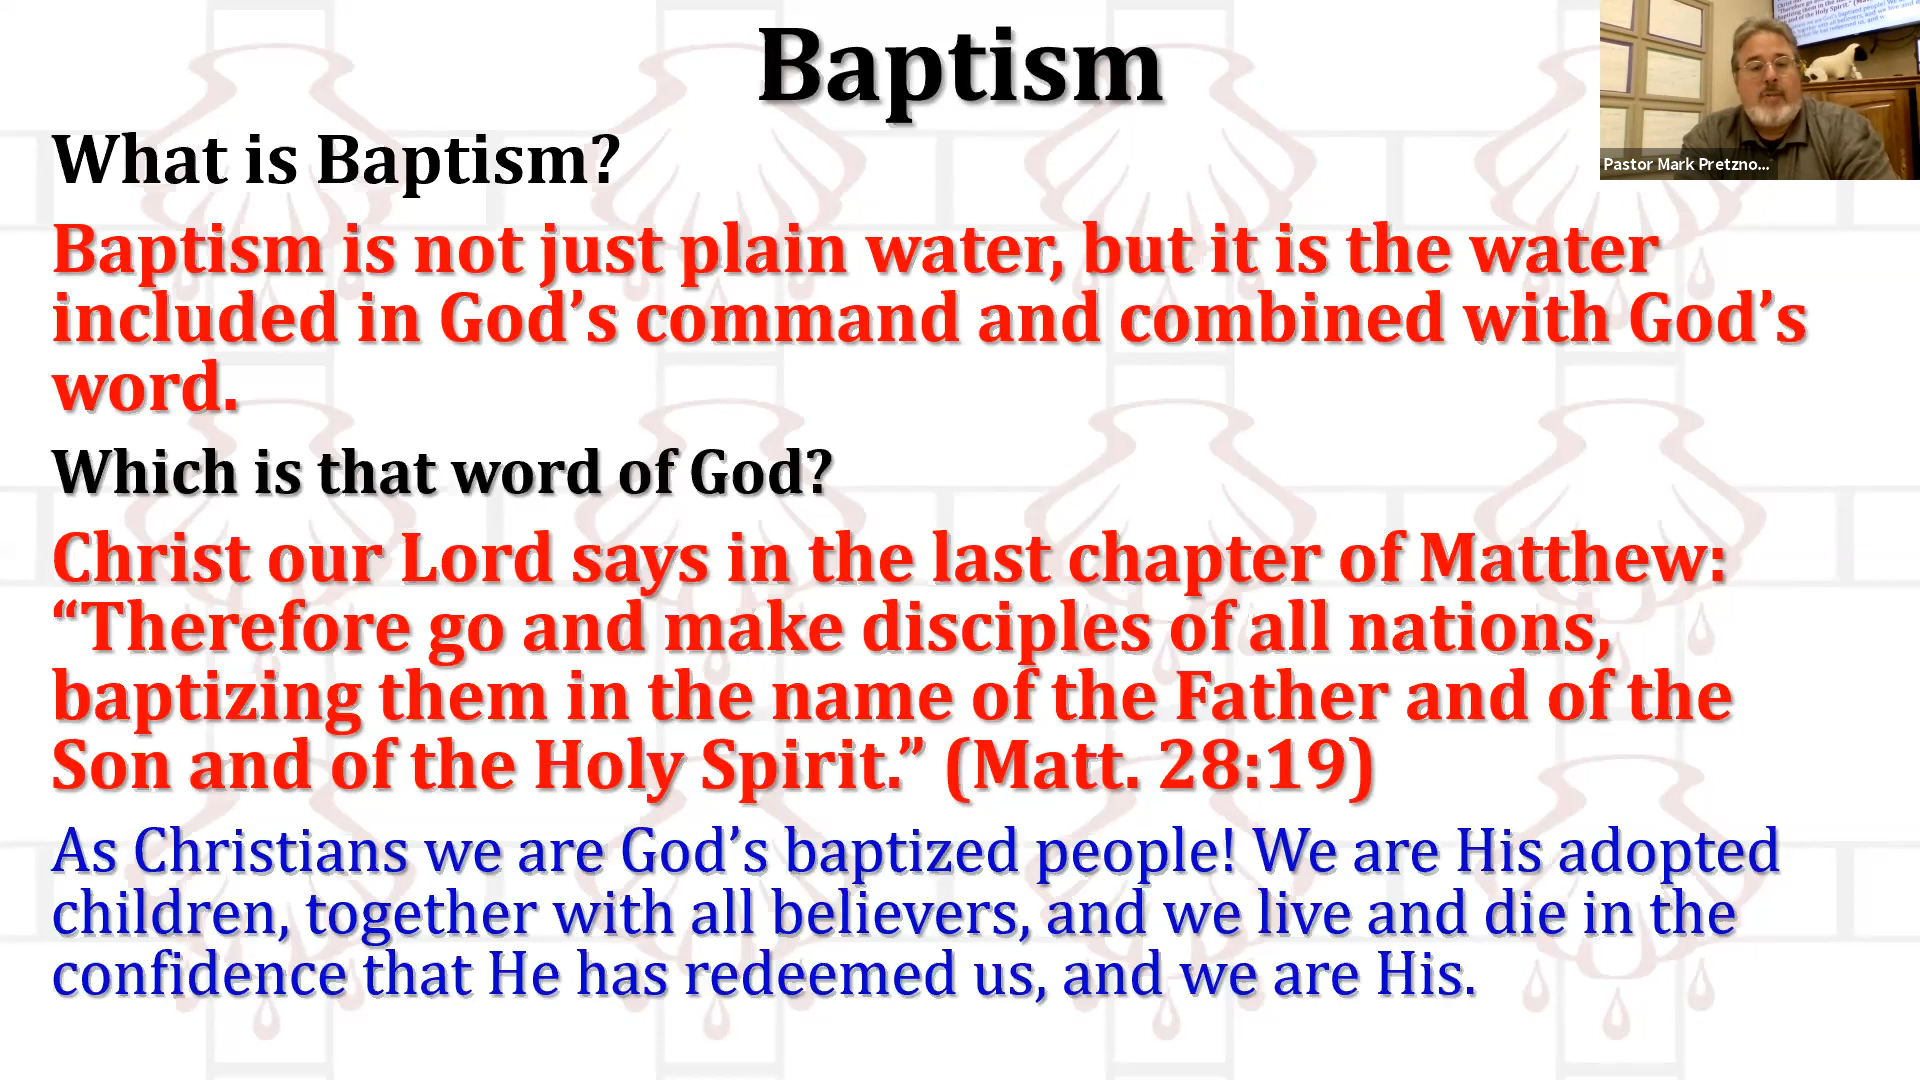 Baptism
What is Baptism?
Baptism is not just plain water, but it is the water
included in God’s command and combined with God’s
word.
Which is that word of God?
Christ our Lord says in the last chapter of Matthew:
“Therefore go and make disciples of all nations,
baptizing them in the name of the Father and of the
Son and of the Holy Spirit.” (Matt. 28:19)
As Christians we are God’s baptized people! We are His adopted
children, together with all believers, and we live and die in the
confidence that He has redeemed us, and we are His.
Pastor Mark Pretzno...